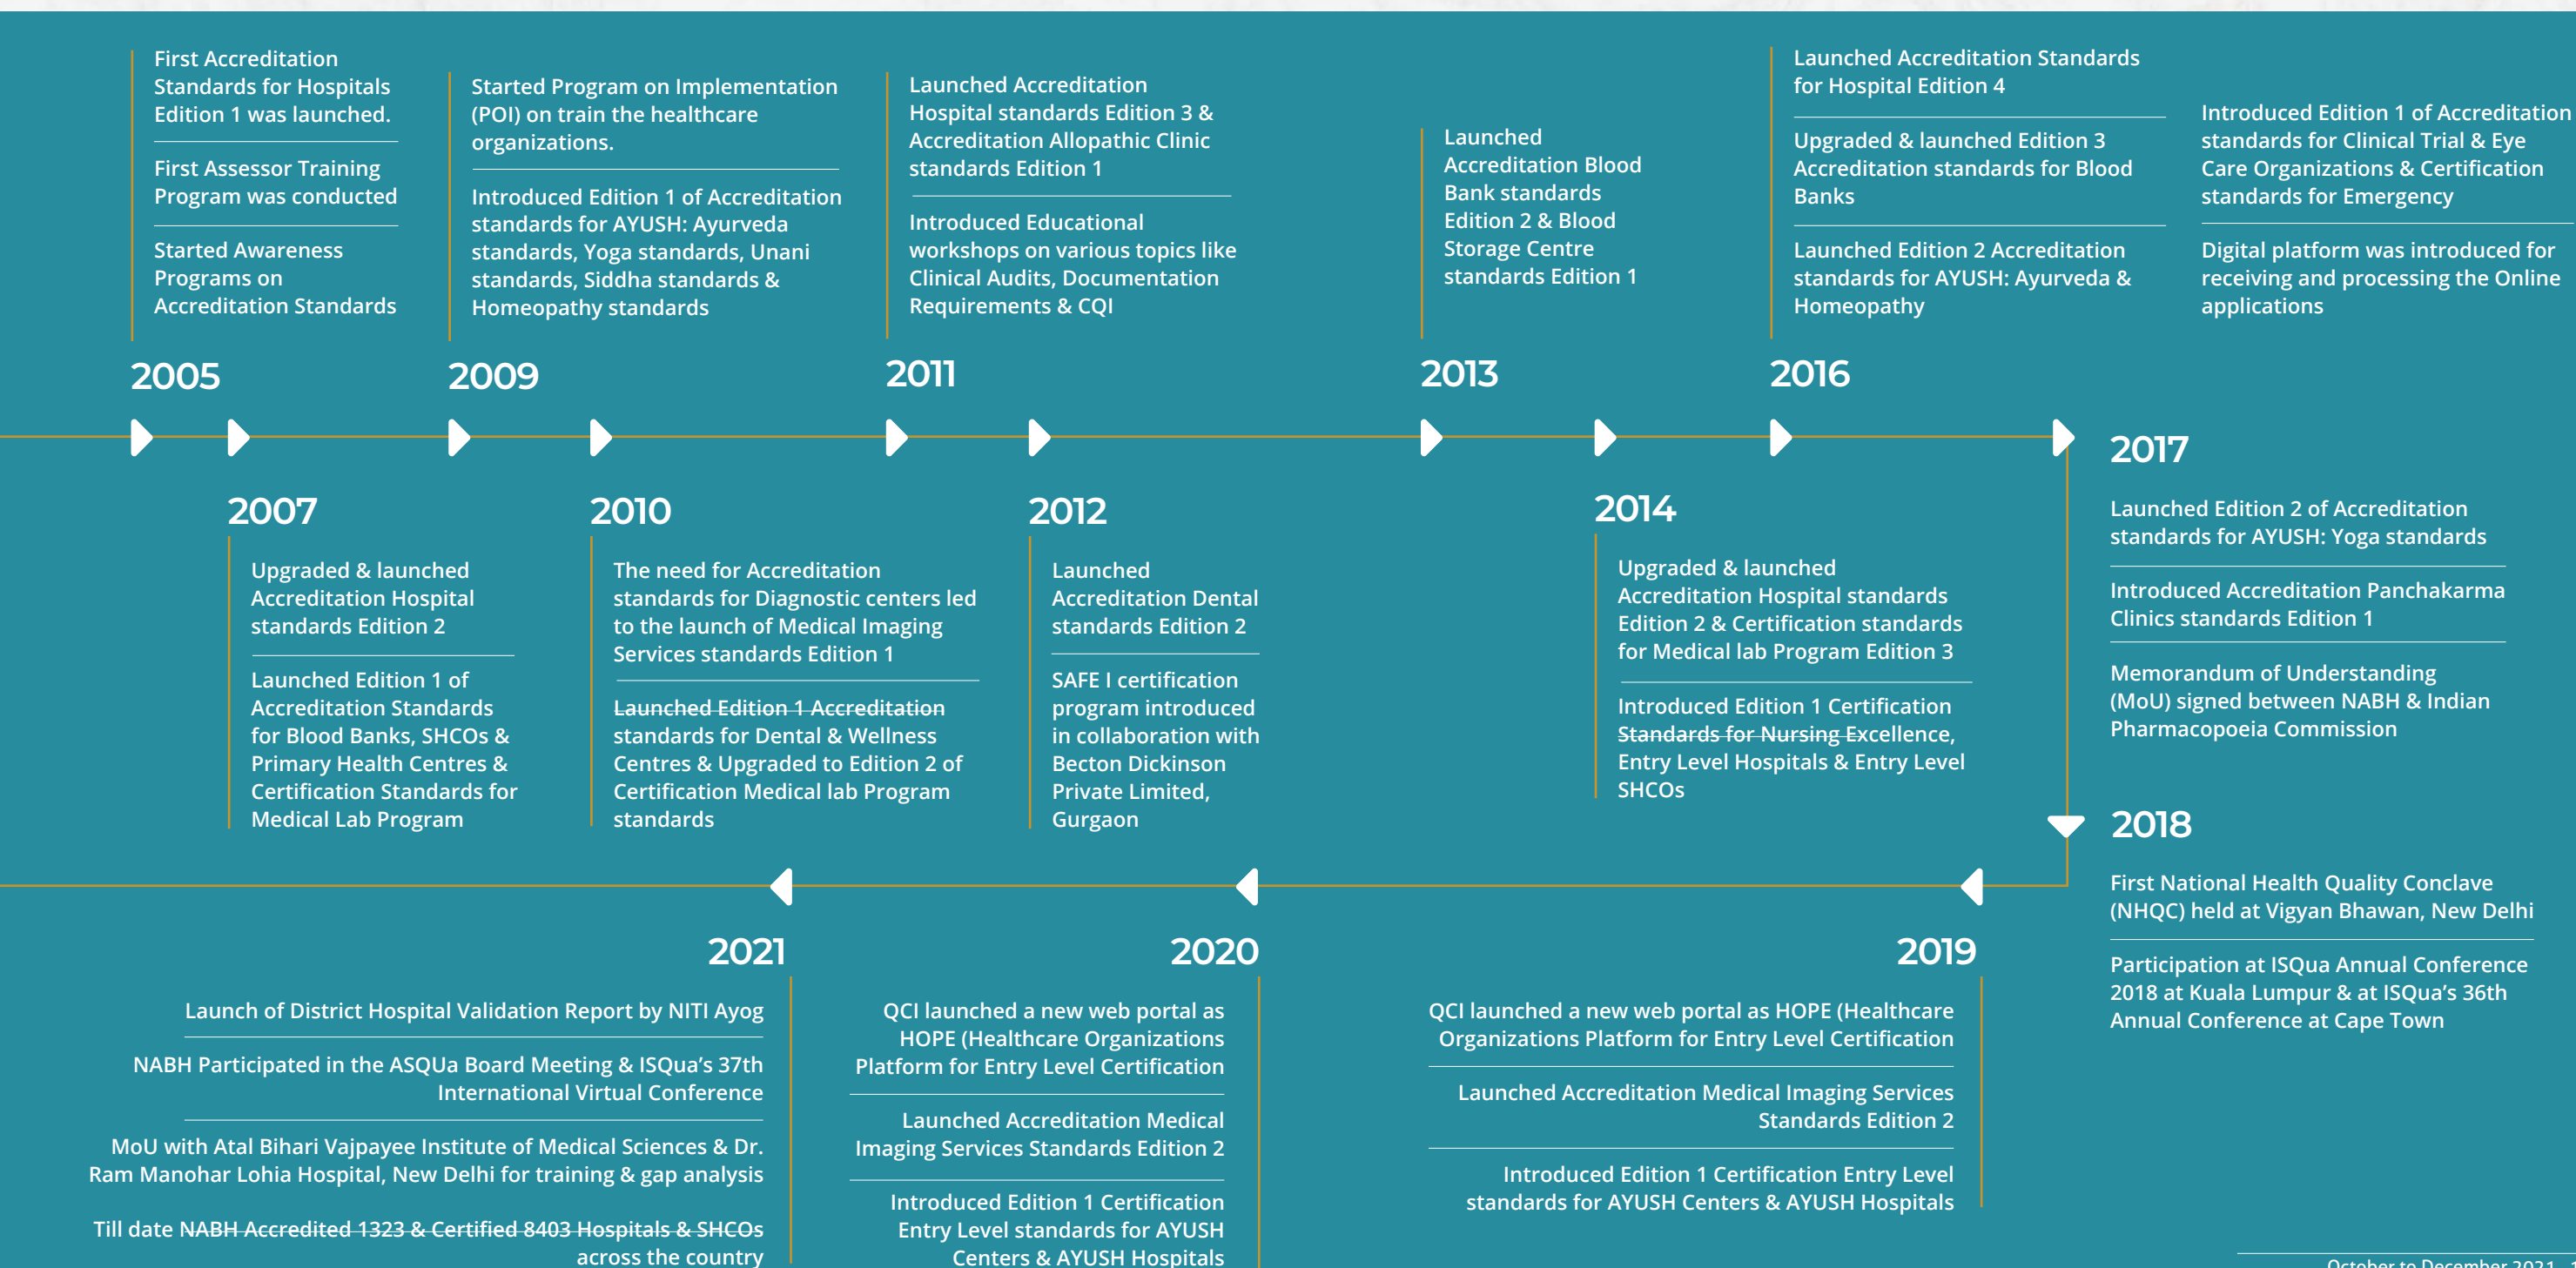 First Accreditation
Standards for Hospitals
Edition 1 was launched.
First Assessor Training
Program was conducted
Started Awareness
Programs on
Accreditation Standards
2005
Started Program on Implementation
(POI) on train the healthcare
organizations.
Introduced Edition 1 of Accreditation
standards for AYUSH: Ayurveda
standards, Yoga standards, Unani
standards, Siddha standards &
Homeopathy standards
2009
Launched Accreditation
Hospital standards Edition 3 &
Accreditation Allopathic Clinic
standards Edition 1
Introduced Educational
workshops on various topics like
Clinical Audits, Documentation
Requirements & CQI
2011
Launched
Accreditation Blood
Bank standards
Edition 2 & Blood
Storage Centre
standards Edition 1
2013
Launched Accreditation Standards
for Hospital Edition 4
Upgraded & launched Edition 3
Accreditation standards for Blood
Banks
Launched Edition 2 Accreditation
standards for AYUSH: Ayurveda &
Homeopathy
Introduced Edition 1 of Accreditation
standards for Clinical Trial & Eye
Care Organizations & Certification
standards for Emergency
Digital platform was introduced for
receiving and processing the Online
applications
2016
2007
Upgraded & launched
Accreditation Hospital
standards Edition 2
Launched Edition 1 of
Accreditation Standards
for Blood Banks, SHCOs &
Primary Health Centres &
Certification Standards for
Medical Lab Program
2010
The need for Accreditation
standards for Diagnostic centers led
to the launch of Medical Imaging
Services standards Edition 1
Launched Edition 1 Accreditation
standards for Dental & Wellness
Centres & Upgraded to Edition 2 of
Certification Medical lab Program
standards
2012
Launched
Accreditation Dental
standards Edition 2
SAFE I certification
program introduced
in collaboration with
Becton Dickinson
Private Limited,
Gurgaon
2014
Upgraded & launched
Accreditation Hospital standards
Edition 2 & Certification standards
for Medical lab Program Edition 3
Introduced Edition 1 Certification
Standards for Nursing Excellence,
Entry Level Hospitals & Entry Level
SHCOs
2017
Launched Edition 2 of Accreditation
standards for AYUSH: Yoga standards
Introduced Accreditation Panchakarma
Clinics standards Edition 1
Memorandum of Understanding
(MoU) signed between NABH & Indian
Pharmacopoeia Commission
2018
First National Health Quality Conclave
(NHQC) held at Vigyan Bhawan, New Delhi
Participation at ISQua Annual Conference
2018 at Kuala Lumpur & at ISQua’s 36th
Annual Conference at Cape Town
2019
QCI launched a new web portal as HOPE (Healthcare
Organizations Platform for Entry Level Certification
Launched Accreditation Medical Imaging Services
Standards Edition 2
Introduced Edition 1 Certification Entry Level
standards for AYUSH Centers & AYUSH Hospitals
2020
QCI launched a new web portal as
HOPE (Healthcare Organizations
Platform for Entry Level Certification
Launched Accreditation Medical
Imaging Services Standards Edition 2
Introduced Edition 1 Certification
Entry Level standards for AYUSH
Centers & AYUSH Hospitals
2021
Launch of District Hospital Validation Report by NITI Ayog
NABH Participated in the ASQUa Board Meeting & ISQua’s 37th
International Virtual Conference
MoU with Atal Bihari Vajpayee Institute of Medical Sciences & Dr.
Ram Manohar Lohia Hospital, New Delhi for training & gap analysis
Till date NABH Accredited 1323 & Certified 8403 Hospitals & SHCOs
across the country
October to December 2021